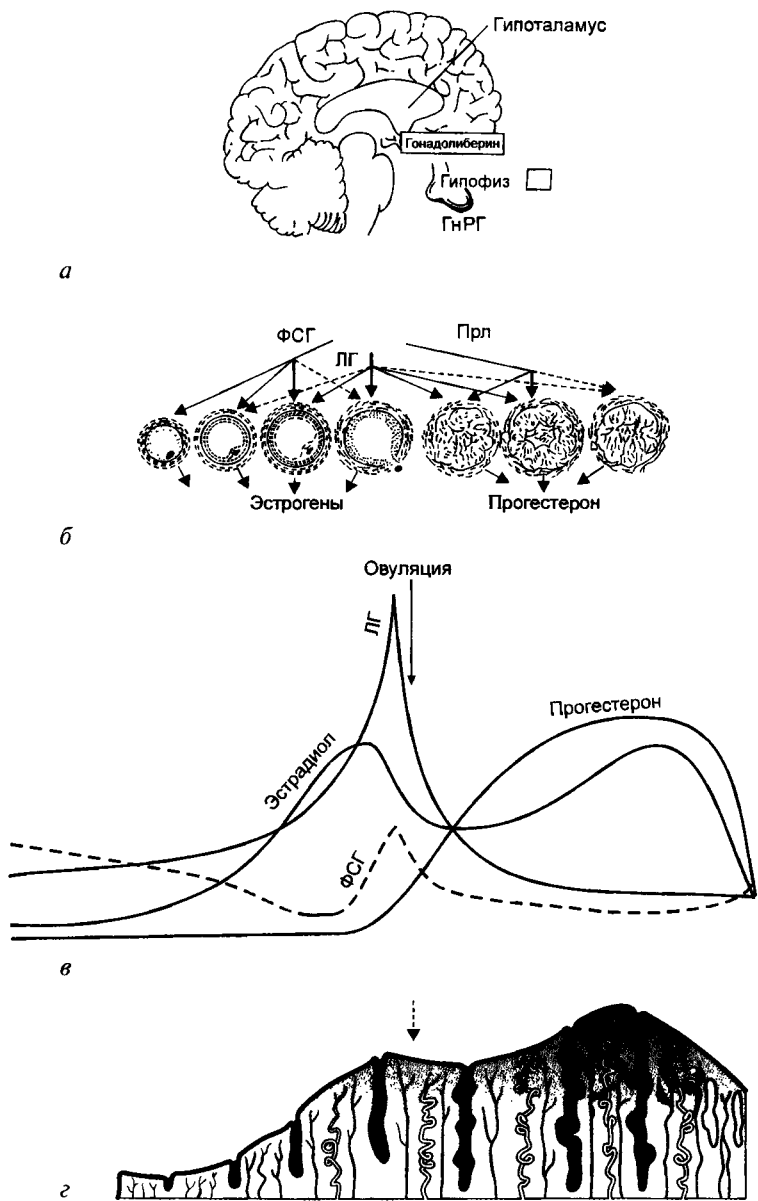 Гипоталамус
Гонадолиберин
Гипофиз
ГнРГ
а
ФСГ
ЛГ
Прл
Эстрогены
Прогестерон
б
Овуляция
ЛГ
Эстрадиол
Прогестерон
ФСГ
в
г